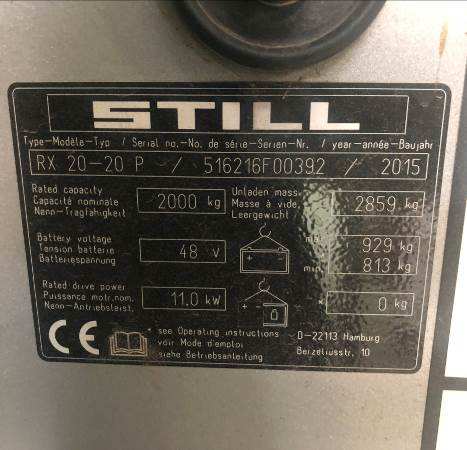 STILL
Type-Modèle-Typ / Serial no.-No. de série-Serien-Nr. / year-année-Baujahr
RX 20-20 P / 516216F00392 / 2015
Rated capacity
Capacité nominale
Nenn-Tragfähigkeit
2000 kg
Unladen mass
Masse à vide
Leergewicht
2859 kg
Battery voltage
Tension batterie
Batteriespannung
48 v
max 929 kg
min 813 kg
Rated drive power
Puissance motr.nom.
Nenn-Antriebsleist.
11.0 kW
* 0 kg
CE
* see Operating instructions
voir Mode d'emploi
siehe Betriebsanleitung
D-22113 Hamburg
Berzeliusstr. 10